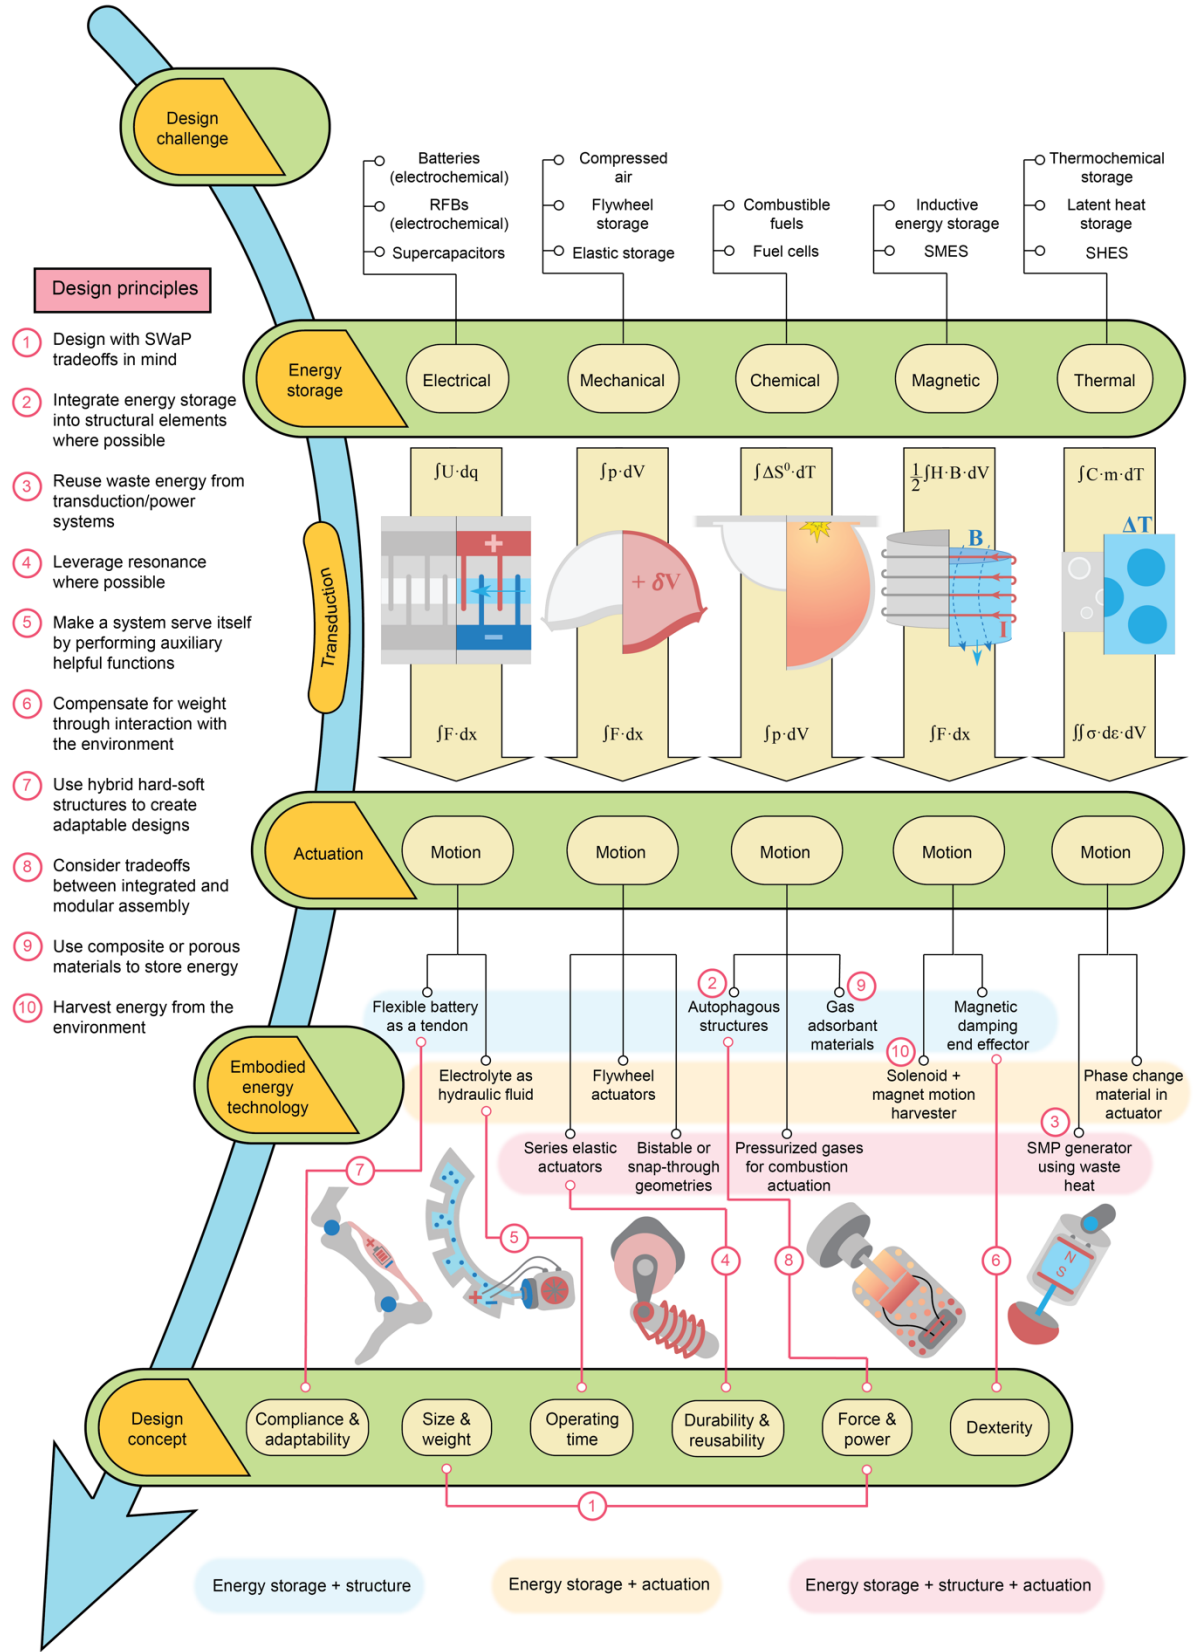 Design
challenge
Batteries
(electrochemical)
RFBs
(electrochemical)
Supercapacitors
Compressed
air
Flywheel
storage
Elastic storage
Combustible
fuels
Fuel cells
Inductive
energy storage
SMES
Thermochemical
storage
Latent heat
storage
SHES
Design principles
1 Design with SWaP
tradeoffs in mind
2 Integrate energy storage
into structural elements
where possible
3 Reuse waste energy from
transduction/power
systems
4 Leverage resonance
where possible
5 Make a system serve itself
by performing auxiliary
helpful functions
6 Compensate for weight
through interaction with
the environment
7 Use hybrid hard-soft
structures to create
adaptable designs
8 Consider tradeoffs
between integrated and
modular assembly
9 Use composite or porous
materials to store energy
10 Harvest energy from the
environment
Energy
storage
Electrical
Mechanical
Chemical
Magnetic
Thermal
Transduction
∫U·dq
∫p·dV
∫ΔS⁰·dT
½∫H·B·dV
∫C·m·dT
+
−
+ δV
B
I
ΔT
∫F·dx
∫F·dx
∫p·dV
∫F·dx
∫∫σ·dε·dV
Actuation
Motion
Motion
Motion
Motion
Motion
Flexible battery
as a tendon
2
Autophagous
structures
9
Gas
adsorbant
materials
Magnetic
damping
end effector
Embodied
energy
technology
Electrolyte as
hydraulic fluid
Flywheel
actuators
10
Solenoid +
magnet motion
harvester
Phase change
material in
actuator
Series elastic
actuators
Bistable or
snap-through
geometries
Pressurized gases
for combustion
actuation
3
SMP generator
using waste
heat
7
5
4
8
6
+
−
+
−
N
S
Design
concept
Compliance &
adaptability
Size &
weight
Operating
time
Durability &
reusability
Force &
power
Dexterity
1
Energy storage + structure
Energy storage + actuation
Energy storage + structure + actuation